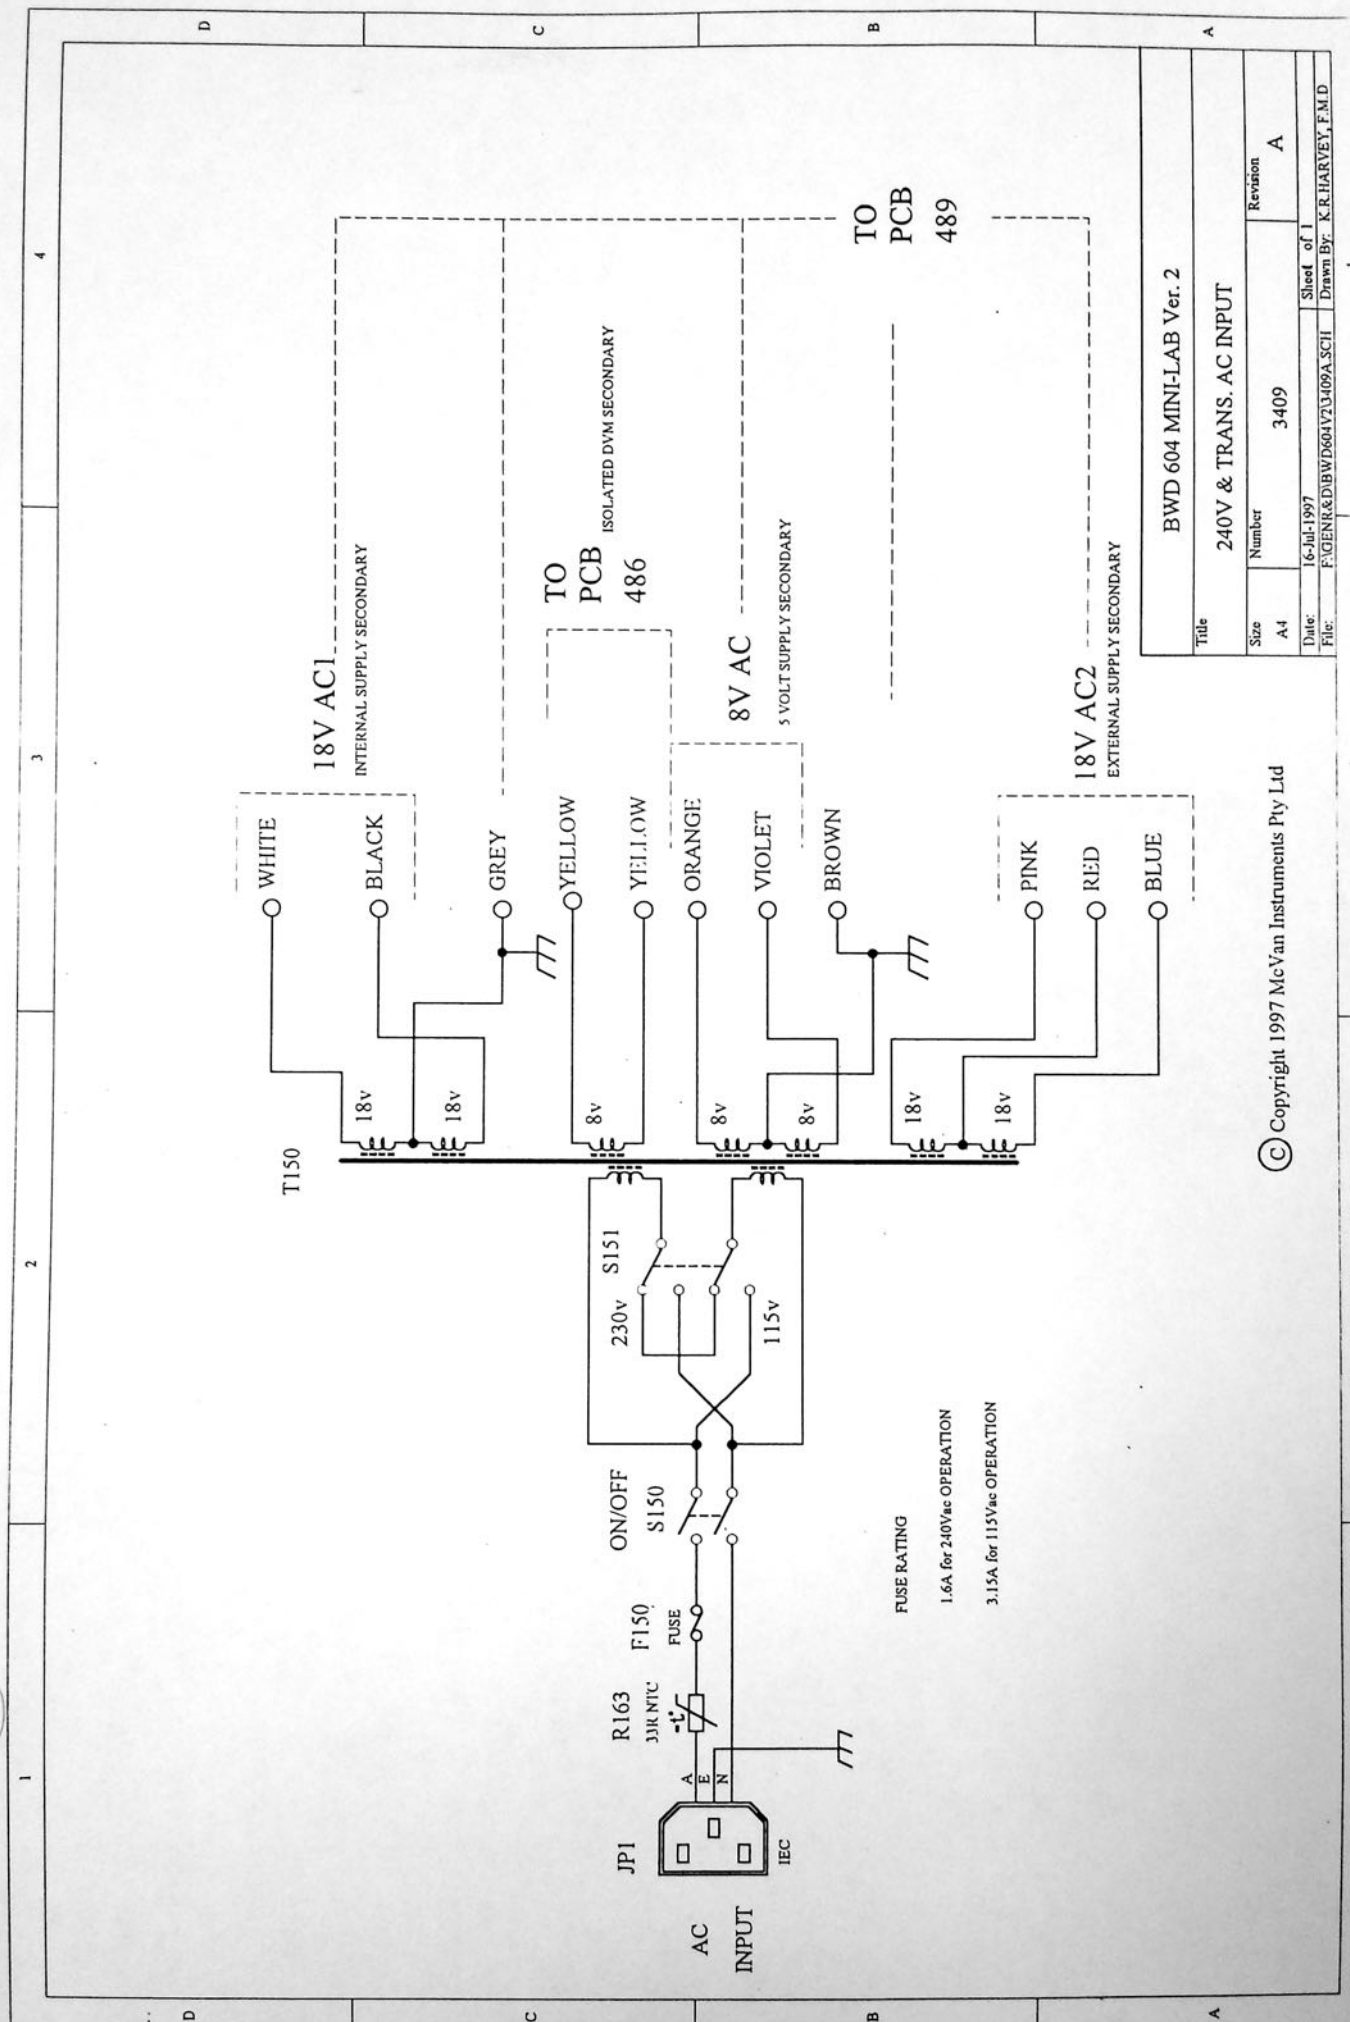 1
2
3
4
D
C
B
A
D
C
B
A
T150
18v
18v
8v
8v
8v
18v
18v
WHITE
BLACK
GREY
YELLOW
YELLOW
ORANGE
VIOLET
BROWN
PINK
RED
BLUE
18V AC1
INTERNAL SUPPLY SECONDARY
TO
PCB
486
ISOLATED DVM SECONDARY
8V AC
5 VOLT SUPPLY SECONDARY
TO
PCB
489
18V AC2
EXTERNAL SUPPLY SECONDARY
AC
INPUT
JP1
IEC
A
E
N
R163
33R NTC
-t°
F150
FUSE
ON/OFF
S150
230v
S151
115v
FUSE RATING
1.6A for 240Vac OPERATION
3.15A for 115Vac OPERATION
C Copyright 1997 McVan Instruments Pty Ltd
BWD 604 MINI-LAB Ver. 2
Title
240V & TRANS. AC INPUT
Size
A4
Number
3409
Revision
A
Date: 16-Jul-1997 Sheet of 1
File: F:\GENR&D\BWD604V2\3409A.SCH Drawn By: K.R.HARVEY, F.M.D